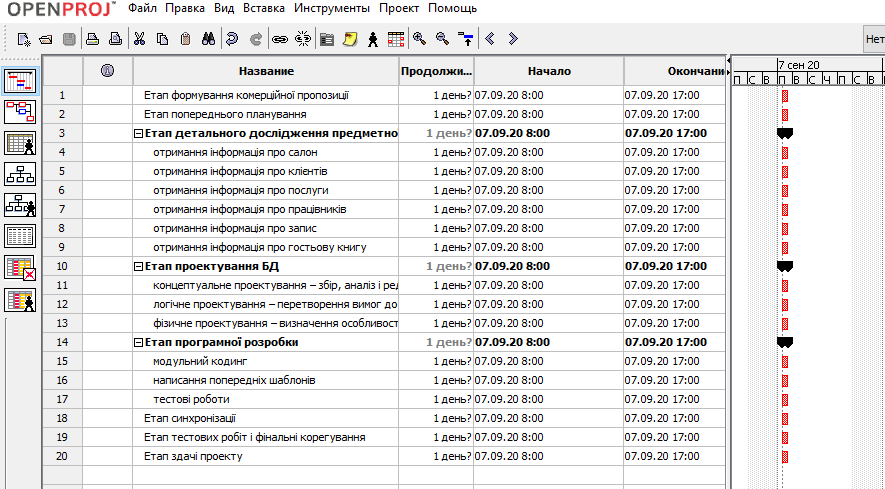 OPENPROJ™ Файл Правка Вид Вставка Инструменты Проект Помощь
Нет
Название Продолжи... Начало Окончани
7 сен 20
П С В П В С Ч П С В
1 Етап формування комерційної пропозиції 1 день? 07.09.20 8:00 07.09.20 17:00
2 Етап попереднього планування 1 день? 07.09.20 8:00 07.09.20 17:00
3 Етап детального дослідження предметно 1 день? 07.09.20 8:00 07.09.20 17:00
4 отримання інформація про салон 1 день? 07.09.20 8:00 07.09.20 17:00
5 отримання інформація про клієнтів 1 день? 07.09.20 8:00 07.09.20 17:00
6 отримання інформація про послуги 1 день? 07.09.20 8:00 07.09.20 17:00
7 отримання інформація про працівників 1 день? 07.09.20 8:00 07.09.20 17:00
8 отримання інформація про запис 1 день? 07.09.20 8:00 07.09.20 17:00
9 отримання інформація про гостьову книгу 1 день? 07.09.20 8:00 07.09.20 17:00
10 Етап проектування БД 1 день? 07.09.20 8:00 07.09.20 17:00
11 концептуальне проектування – збір, аналіз і ред 1 день? 07.09.20 8:00 07.09.20 17:00
12 логічне проектування – перетворення вимог до 1 день? 07.09.20 8:00 07.09.20 17:00
13 фізичне проектування – визначення особливост 1 день? 07.09.20 8:00 07.09.20 17:00
14 Етап програмної розробки 1 день? 07.09.20 8:00 07.09.20 17:00
15 модульний кодинг 1 день? 07.09.20 8:00 07.09.20 17:00
16 написання попередніх шаблонів 1 день? 07.09.20 8:00 07.09.20 17:00
17 тестові роботи 1 день? 07.09.20 8:00 07.09.20 17:00
18 Етап синхронізації 1 день? 07.09.20 8:00 07.09.20 17:00
19 Етап тестових робіт і фінальні корегування 1 день? 07.09.20 8:00 07.09.20 17:00
20 Етап здачі проекту 1 день? 07.09.20 8:00 07.09.20 17:00